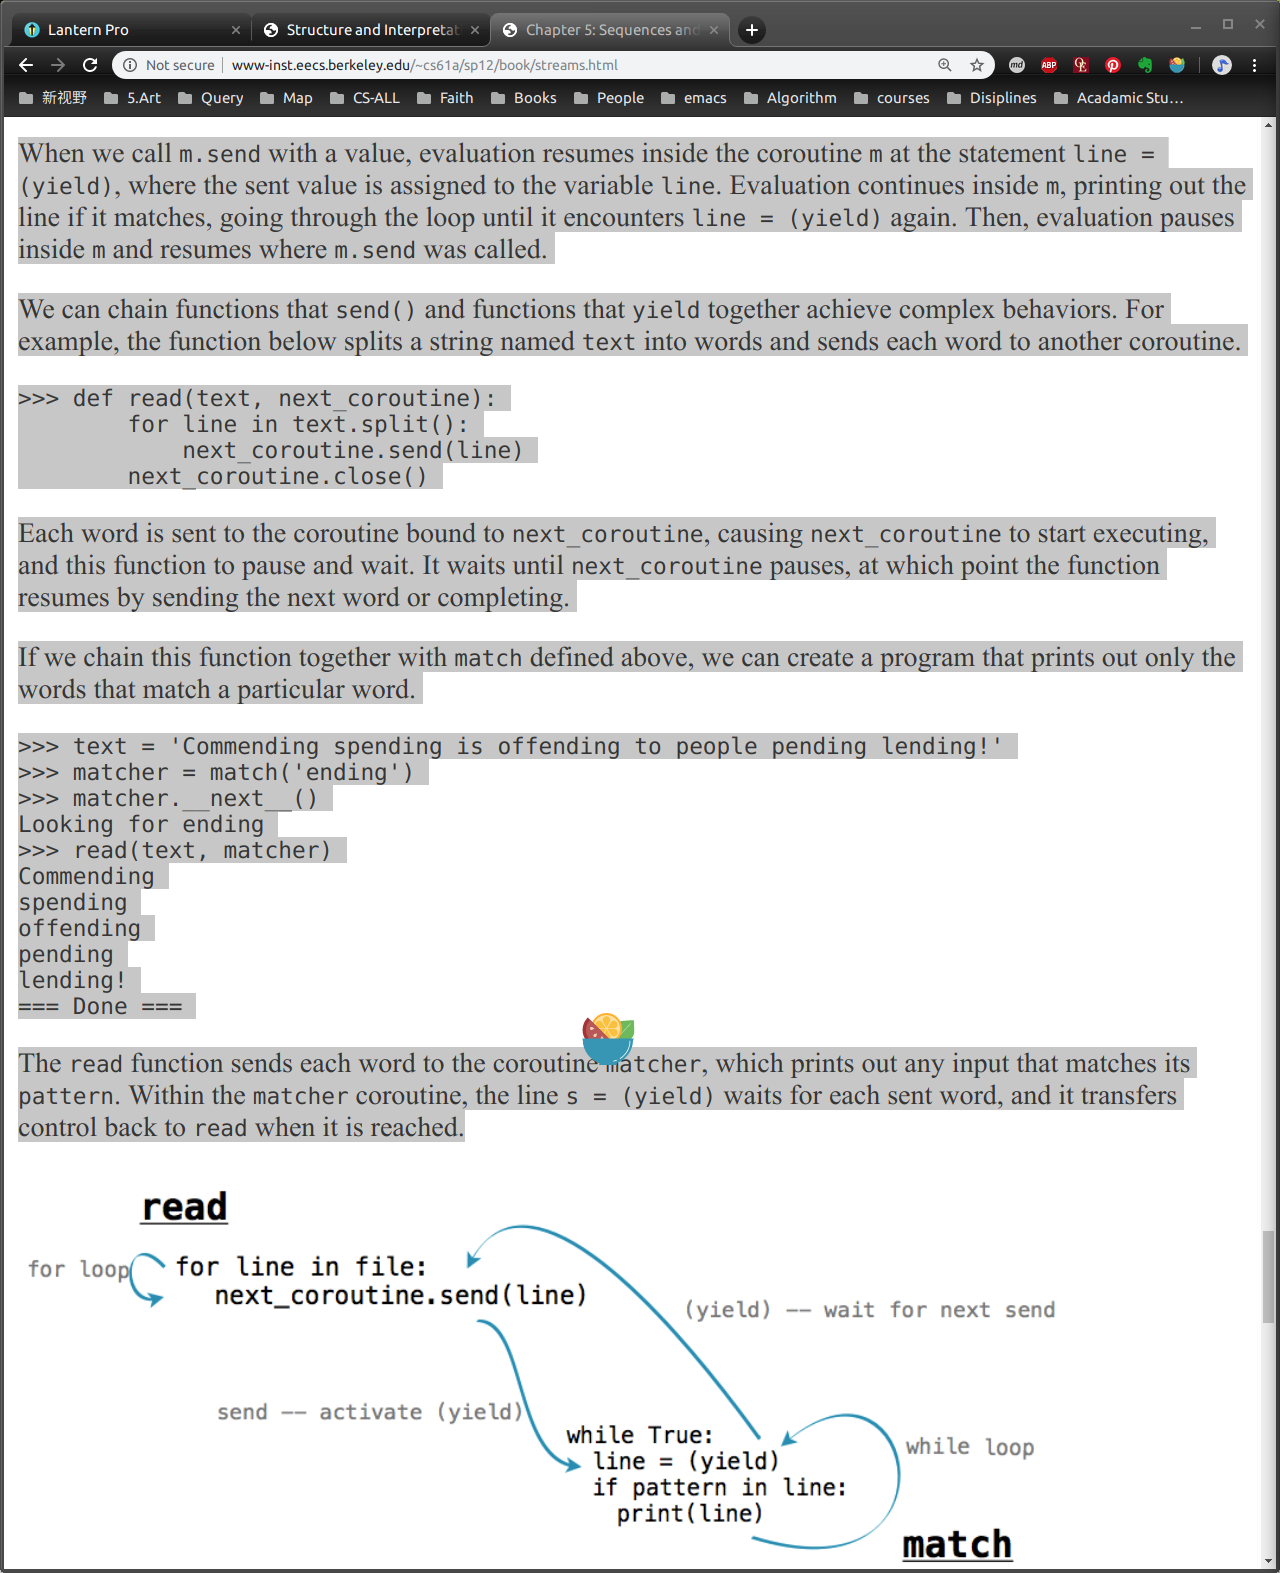 Lantern Pro
Structure and Interpretat
Chapter 5: Sequences and
Not secure | www-inst.eecs.berkeley.edu/~cs61a/sp12/book/streams.html
md ABP
新视野 5.Art Query Map CS-ALL Faith Books People emacs Algorithm courses Disiplines Acadamic Stu...
When we call m.send with a value, evaluation resumes inside the coroutine m at the statement line =
(yield), where the sent value is assigned to the variable line. Evaluation continues inside m, printing out the
line if it matches, going through the loop until it encounters line = (yield) again. Then, evaluation pauses
inside m and resumes where m.send was called.
We can chain functions that send() and functions that yield together achieve complex behaviors. For
example, the function below splits a string named text into words and sends each word to another coroutine.
>>> def read(text, next_coroutine):
        for line in text.split():
            next_coroutine.send(line)
        next_coroutine.close()
Each word is sent to the coroutine bound to next_coroutine, causing next_coroutine to start executing,
and this function to pause and wait. It waits until next_coroutine pauses, at which point the function
resumes by sending the next word or completing.
If we chain this function together with match defined above, we can create a program that prints out only the
words that match a particular word.
>>> text = 'Commending spending is offending to people pending lending!'
>>> matcher = match('ending')
>>> matcher.__next__()
Looking for ending
>>> read(text, matcher)
Commending
spending
offending
pending
lending!
=== Done ===
The read function sends each word to the coroutine matcher, which prints out any input that matches its
pattern. Within the matcher coroutine, the line s = (yield) waits for each sent word, and it transfers
control back to read when it is reached.
read
for loop
for line in file:
next_coroutine.send(line)
(yield) -- wait for next send
send -- activate (yield)
while True:
line = (yield)
if pattern in line:
print(line)
while loop
match